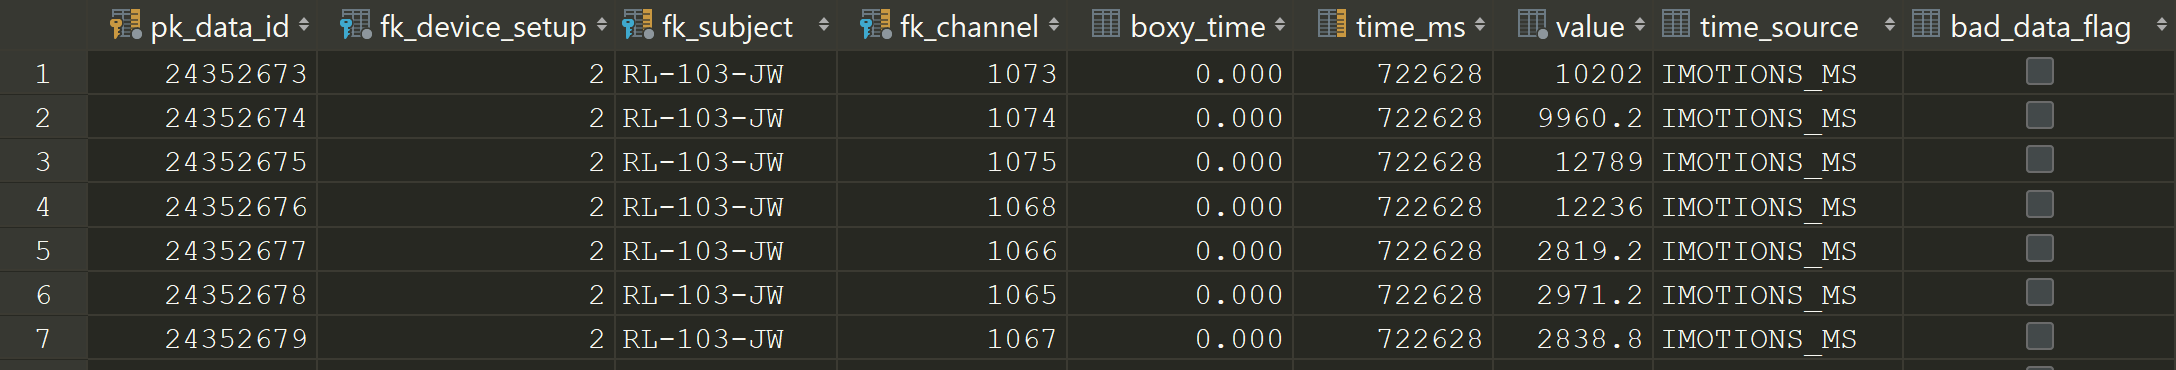 pk_data_id fk_device_setup fk_subject fk_channel boxy_time time_ms value time_source bad_data_flag
1 24352673 2 RL-103-JW 1073 0.000 722628 10202 IMOTIONS_MS
2 24352674 2 RL-103-JW 1074 0.000 722628 9960.2 IMOTIONS_MS
3 24352675 2 RL-103-JW 1075 0.000 722628 12789 IMOTIONS_MS
4 24352676 2 RL-103-JW 1068 0.000 722628 12236 IMOTIONS_MS
5 24352677 2 RL-103-JW 1066 0.000 722628 2819.2 IMOTIONS_MS
6 24352678 2 RL-103-JW 1065 0.000 722628 2971.2 IMOTIONS_MS
7 24352679 2 RL-103-JW 1067 0.000 722628 2838.8 IMOTIONS_MS